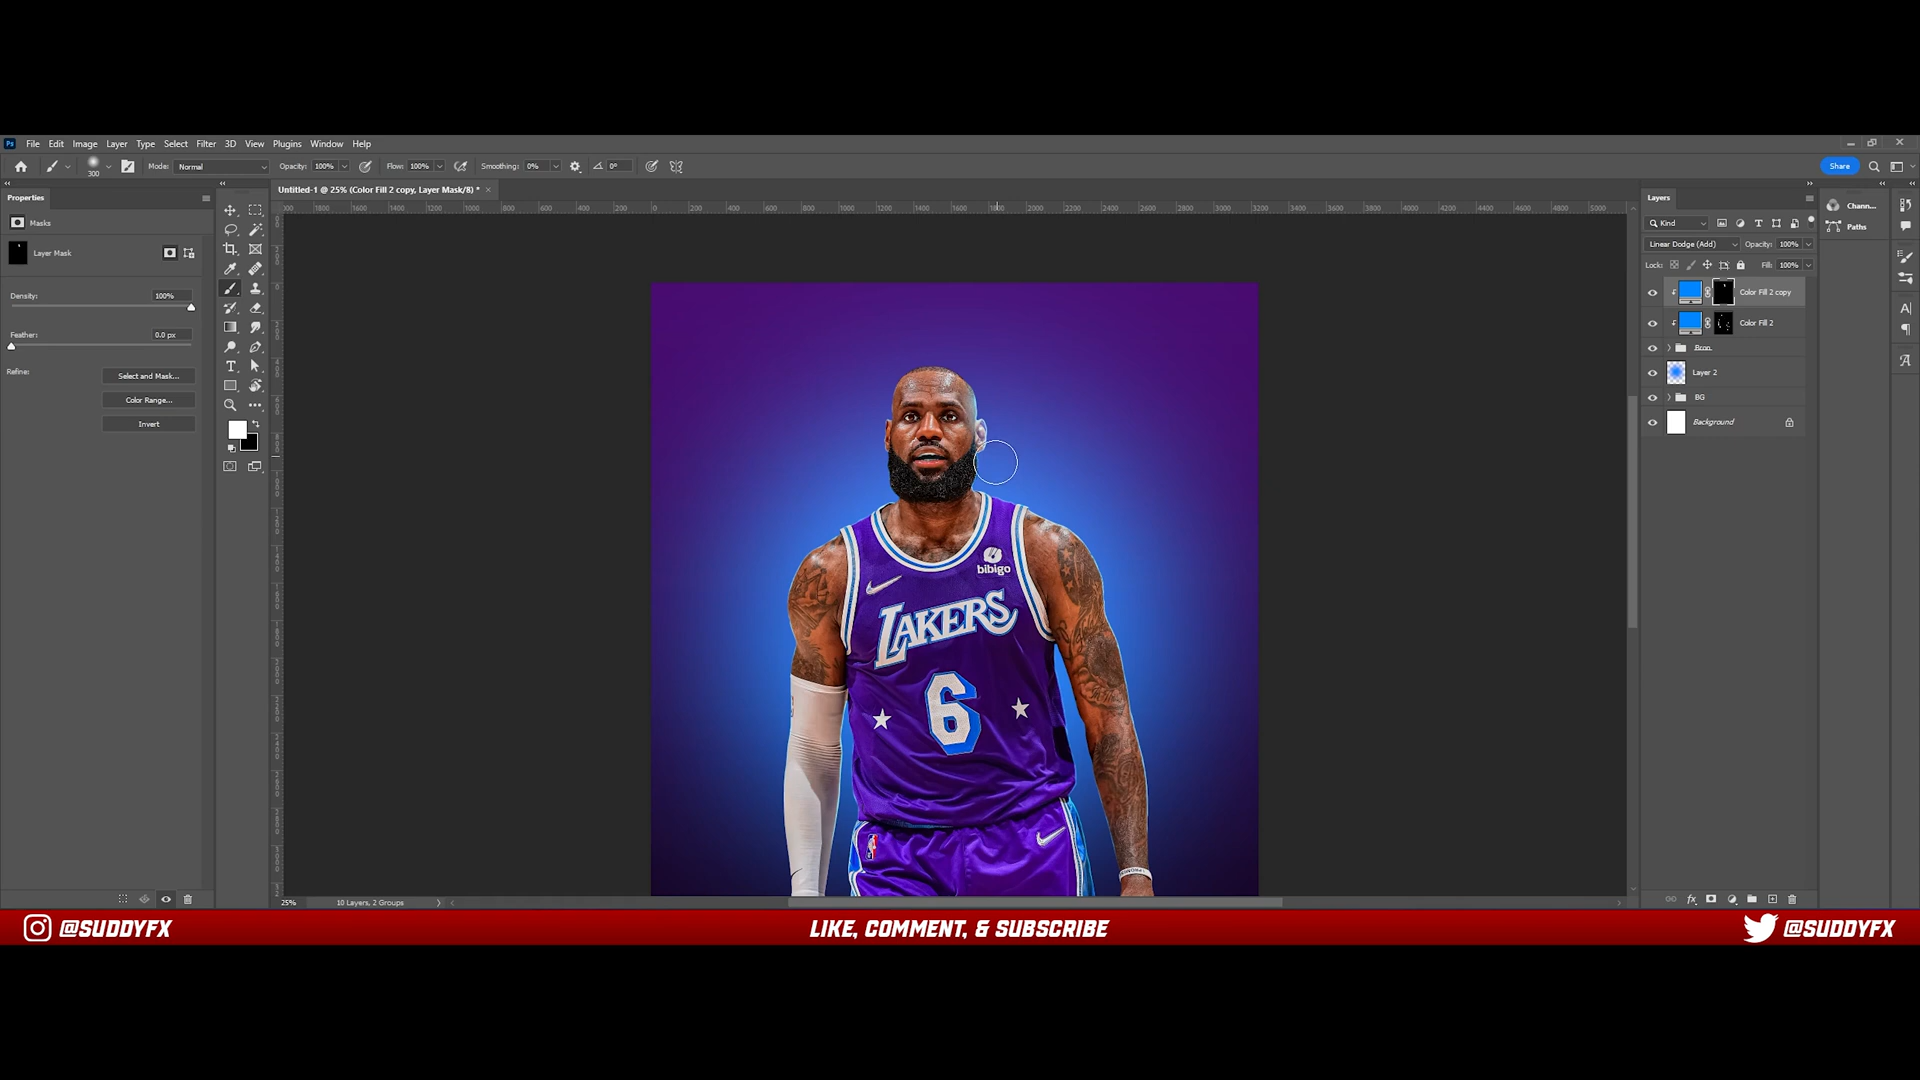 File Edit Image Layer Type Select Filter 3D View Plugins Window Help
300 Mode: Normal Opacity: 100% Flow: 100% Smoothing: 0% 0° Share
Properties
Masks
Layer Mask
Density: 100%
Feather: 0.0 px
Refine:
Select and Mask...
Color Range...
Invert
Untitled-1 @ 25% (Color Fill 2 copy, Layer Mask/8) *
bibigo
LAKERS
6
25% 10 Layers, 2 Groups
Layers
Kind
Linear Dodge (Add) Opacity: 100%
Lock: Fill: 100%
Color Fill 2 copy
Color Fill 2
Bron
Layer 2
BG
Background
Chann...
Paths
@SUDDYFX
LIKE, COMMENT, & SUBSCRIBE
@SUDDYFX